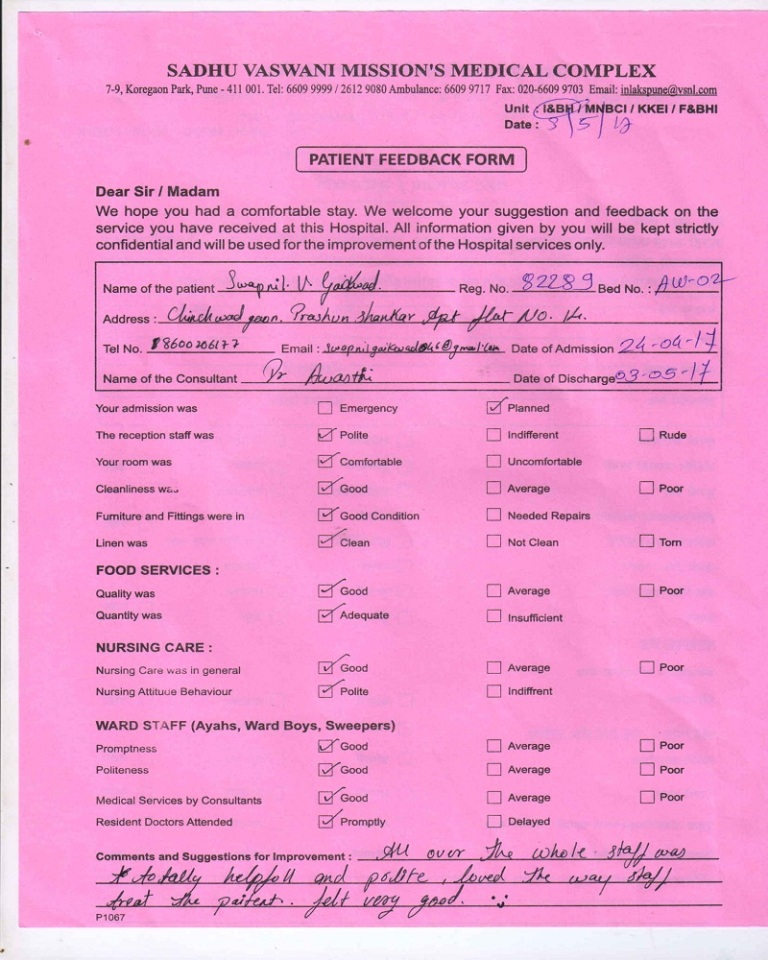 SADHU VASWANI MISSION'S MEDICAL COMPLEX
7-9, Koregaon Park, Pune - 411 001. Tel: 6609 9999 / 2612 9080 Ambulance: 6609 9717 Fax: 020-6609 9703 Email: inlakspune@vsnl.com
Unit : I&BH / MNBCI / KKEI / F&BHI
Date : 3/5/17
PATIENT FEEDBACK FORM
Dear Sir / Madam
We hope you had a comfortable stay. We welcome your suggestion and feedback on the
service you have received at this Hospital. All information given by you will be kept strictly
confidential and will be used for the improvement of the Hospital services only.
Name of the patient Swapnil. V. Gaikwad. Reg. No. 82289 Bed No. : AW-02
Address : Chinchwad gaon. Prashun shankar Apt flat No. 14.
Tel No. 8600206177 Email : swapnilgaikwad046@gmail.com Date of Admission 24-04-17
Name of the Consultant Dr Awasthi Date of Discharge 03-05-17
Your admission was Emergency Planned
The reception staff was Polite Indifferent Rude
Your room was Comfortable Uncomfortable
Cleanliness was Good Average Poor
Furniture and Fittings were in Good Condition Needed Repairs
Linen was Clean Not Clean Torn
FOOD SERVICES :
Quality was Good Average Poor
Quantity was Adequate Insufficient
NURSING CARE :
Nursing Care was in general Good Average Poor
Nursing Attitude Behaviour Polite Indiffrent
WARD STAFF (Ayahs, Ward Boys, Sweepers)
Promptness Good Average Poor
Politeness Good Average Poor
Medical Services by Consultants Good Average Poor
Resident Doctors Attended Promptly Delayed
Comments and Suggestions for Improvement : All over the whole staff was
totally helpfull and polite, loved the way staff
treat the paitent. felt very good. :)
P1067